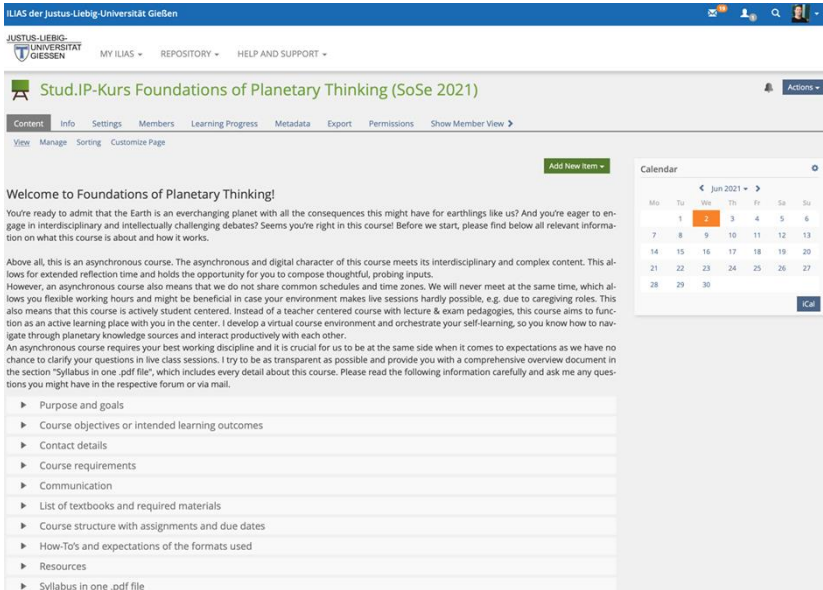 ILIAS der Justus-Liebig-Universität Gießen
JUSTUS-LIEBIG-
UNIVERSITÄT
GIESSEN
MY ILIAS
REPOSITORY
HELP AND SUPPORT
Stud.IP-Kurs Foundations of Planetary Thinking (SoSe 2021)
Actions
Content Info Settings Members Learning Progress Metadata Export Permissions Show Member View
View Manage Sorting Customize Page
Add New Item
Welcome to Foundations of Planetary Thinking!
You're ready to admit that the Earth is an everchanging planet with all the consequences this might have for earthlings like us? And you're eager to en-
gage in interdisciplinary and intellectually challenging debates? Seems you're right in this course! Before we start, please find below all relevant informa-
tion on what this course is about and how it works.
Above all, this is an asynchronous course. The asynchronous and digital character of this course meets its interdisciplinary and complex content. This al-
lows for extended reflection time and holds the opportunity for you to compose thoughtful, probing inputs.
However, an asynchronous course also means that we do not share common schedules and time zones. We will never meet at the same time, which al-
lows you flexible working hours and might be beneficial in case your environment makes live sessions hardly possible, e.g. due to caregiving roles. This
also means that this course is actively student centered. Instead of a teacher centered course with lecture & exam pedagogies, this course aims to func-
tion as an active learning place with you in the center. I develop a virtual course environment and orchestrate your self-learning, so you know how to nav-
igate through planetary knowledge sources and interact productively with each other.
An asynchronous course requires your best working discipline and it is crucial for us to be at the same side when it comes to expectations as we have no
chance to clarify your questions in live class sessions. I try to be as transparent as possible and provide you with a comprehensive overview document in
the section "Syllabus in one .pdf file", which includes every detail about this course. Please read the following information carefully and ask me any ques-
tions you might have in the respective forum or via mail.
Purpose and goals
Course objectives or intended learning outcomes
Contact details
Course requirements
Communication
List of textbooks and required materials
Course structure with assignments and due dates
How-To's and expectations of the formats used
Resources
Syllabus in one .pdf file
Calendar
Jun 2021
Mo Tu We Th Fr Sa Su
1 2 3 4 5 6
7 8 9 10 11 12 13
14 15 16 17 18 19 20
21 22 23 24 25 26 27
28 29 30
iCal